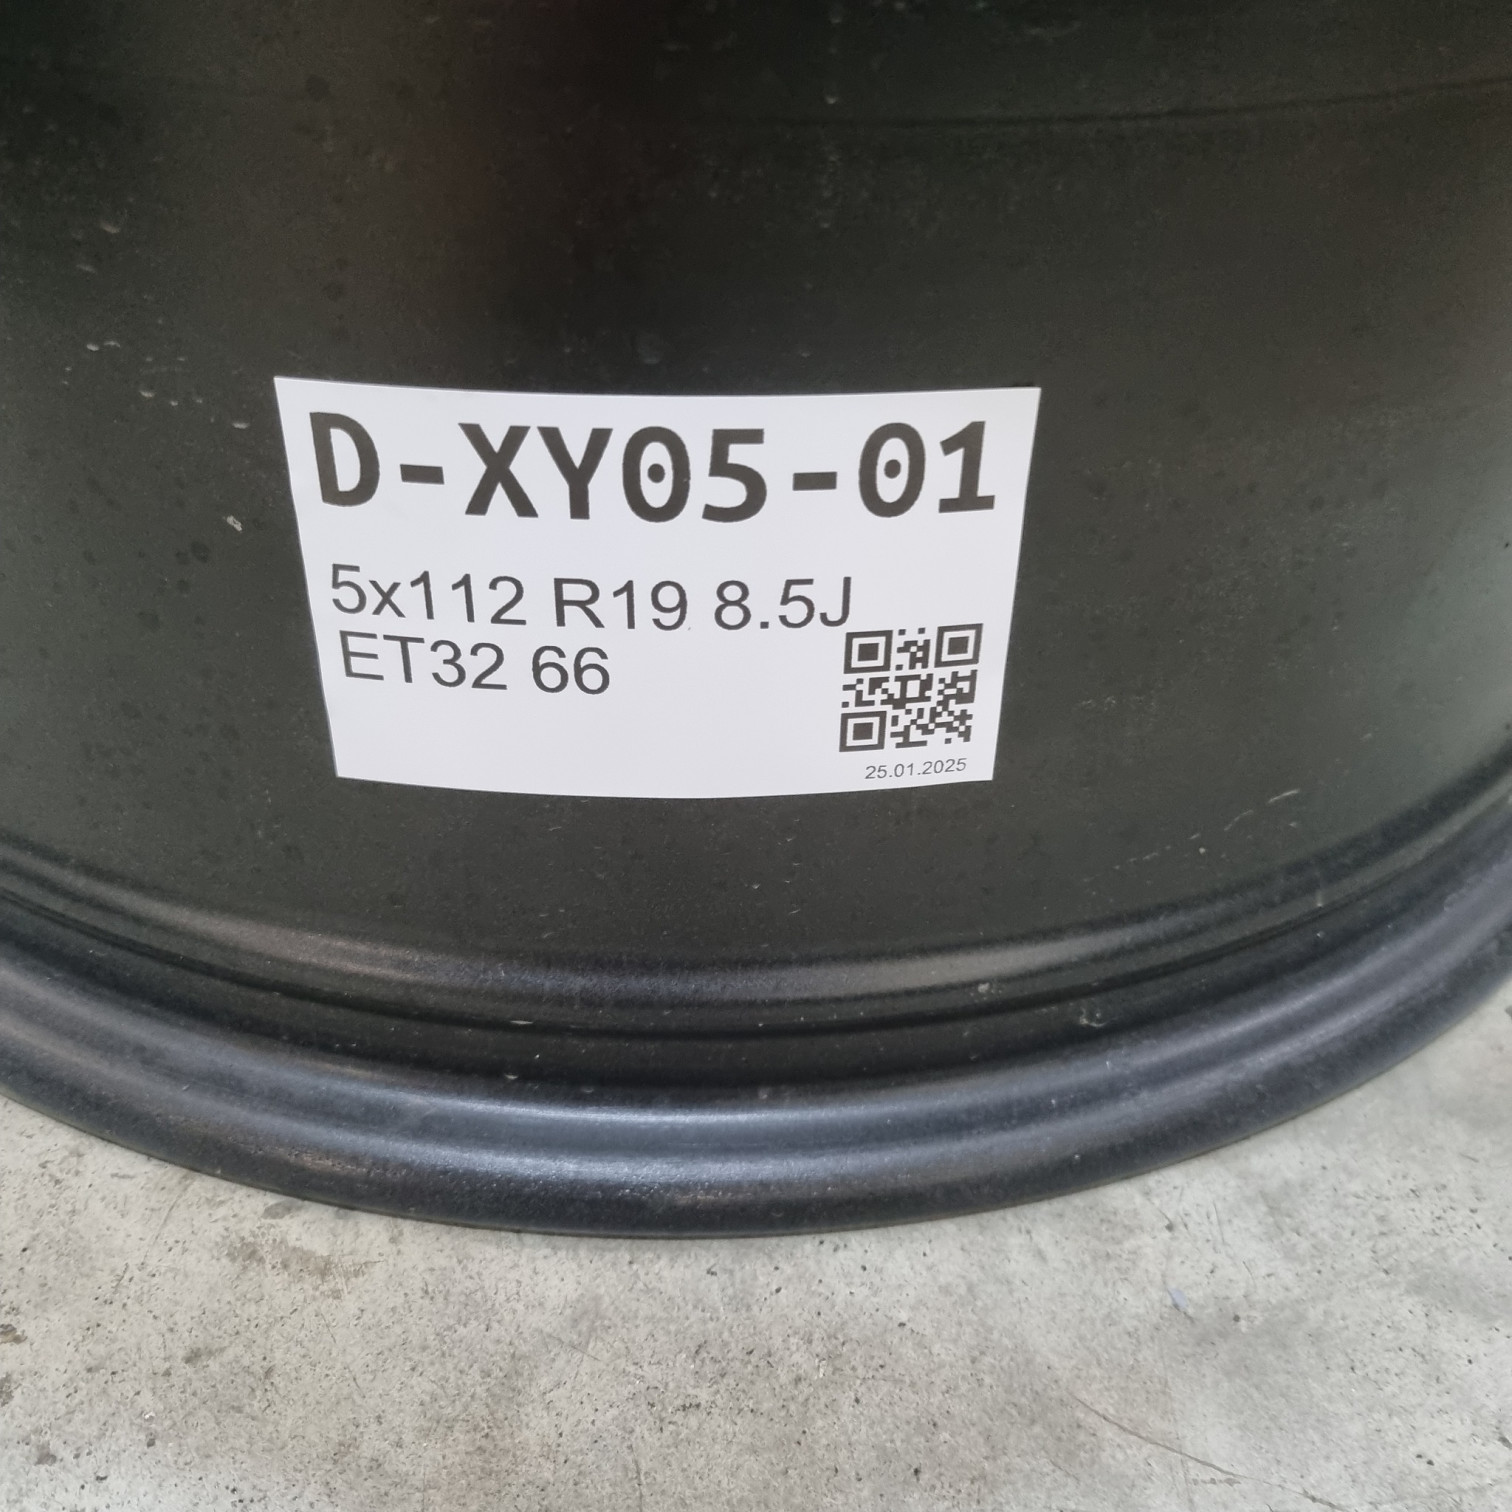 D-XY05-01
5x112 R19 8.5J
ET32 66
25.01.2025